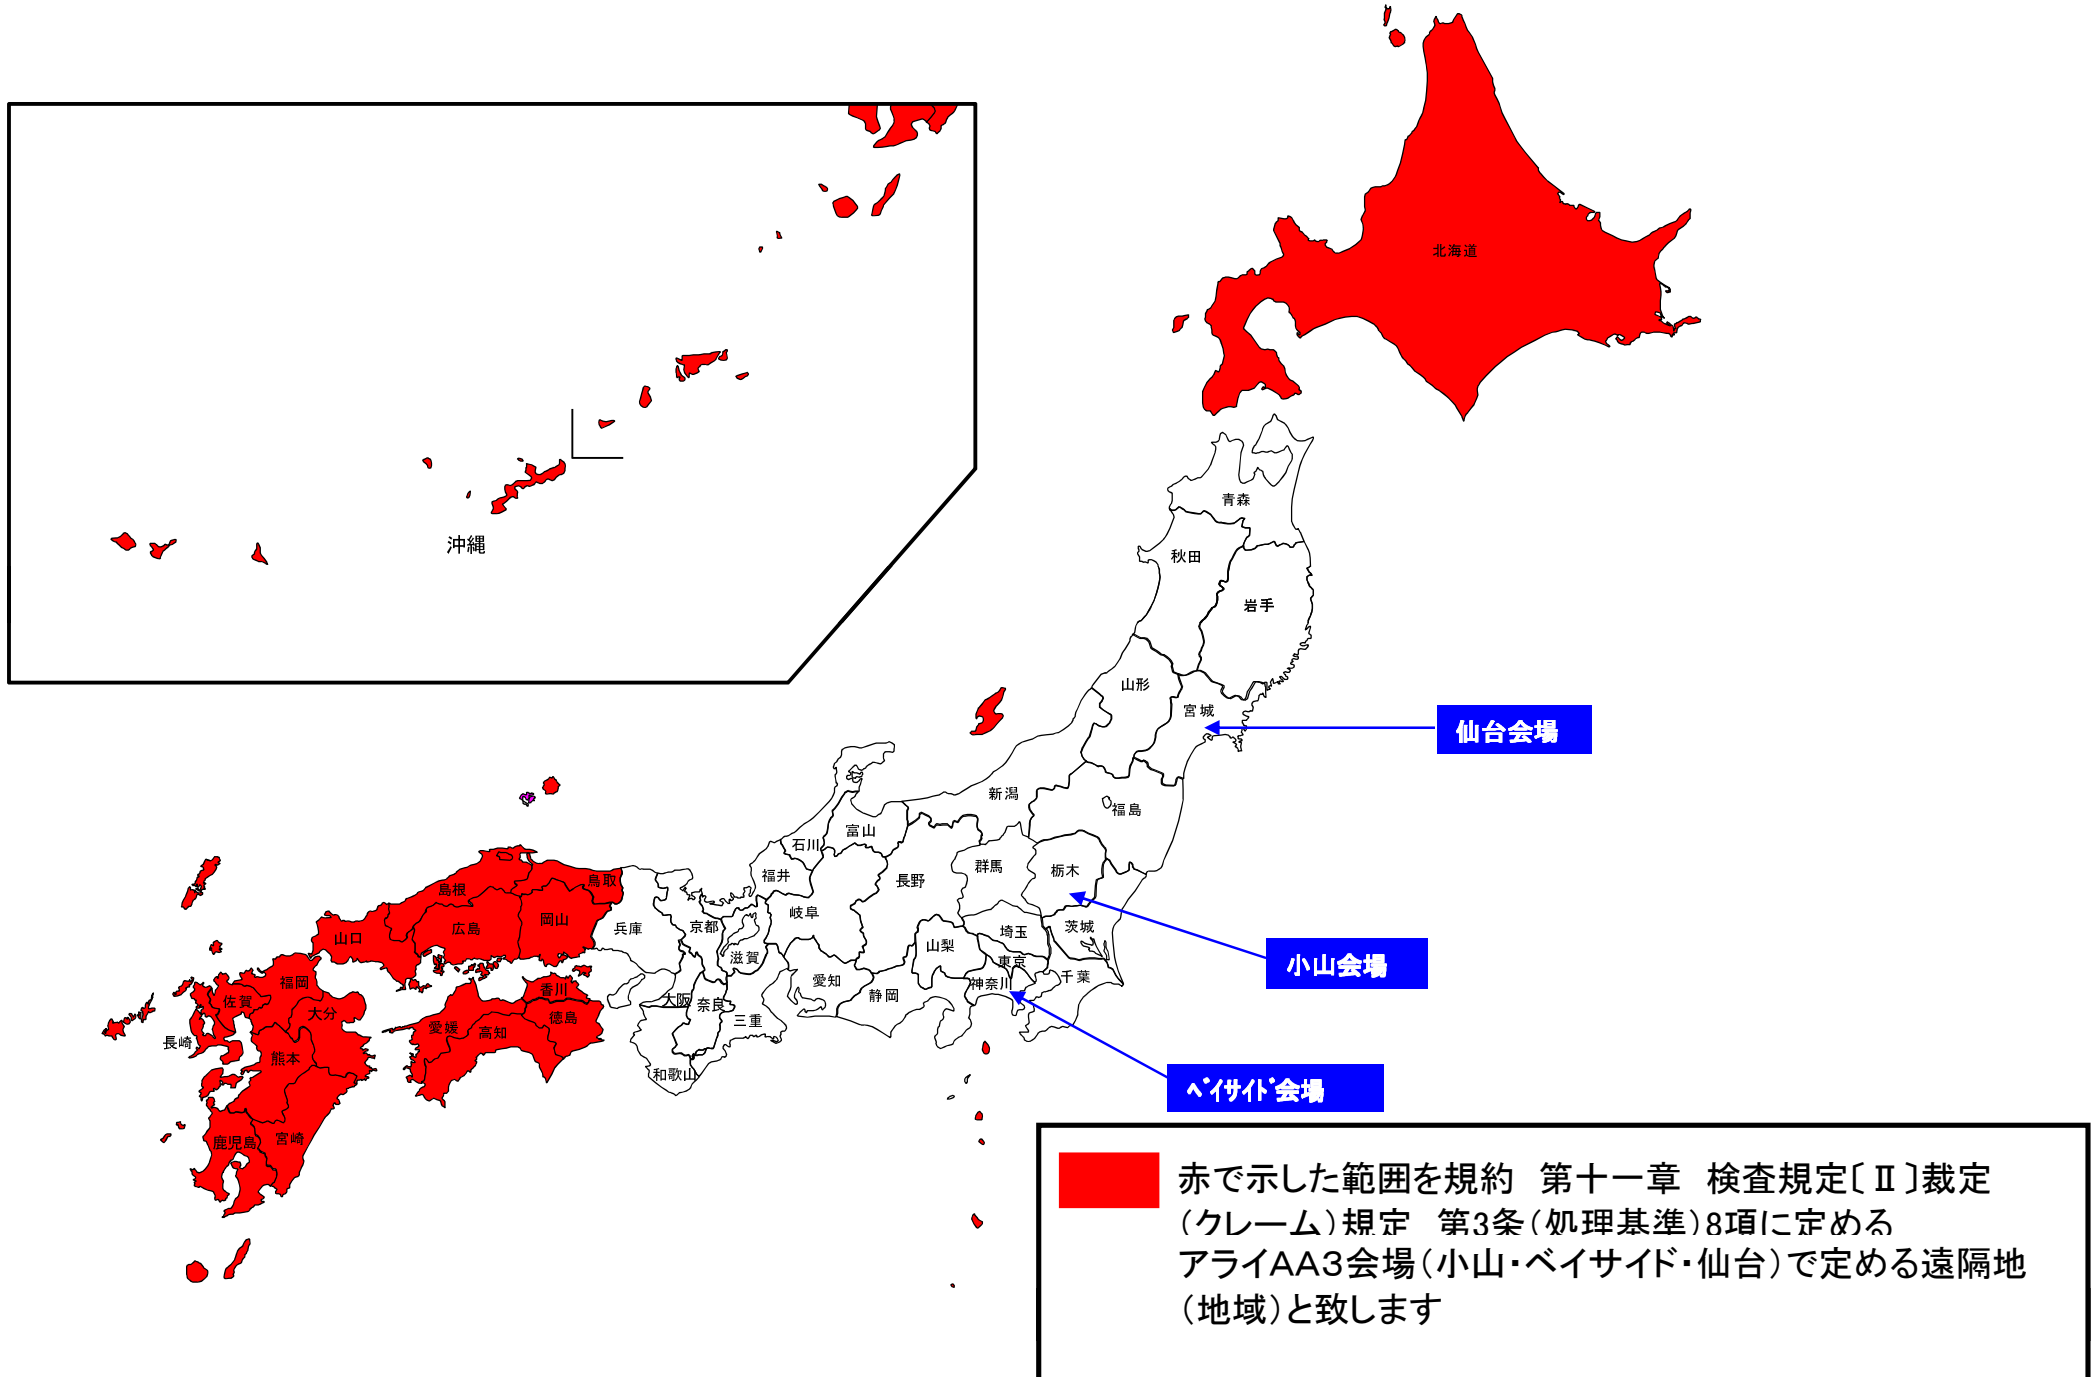 北海道
青森
秋田
岩手
沖縄
山形
宮城
仙台会場
新潟
福島
富山
石川
群馬
栃木
福井
長野
鳥取
島根
岐阜
岡山
広島
兵庫
京都
茨城
埼玉
山口
山梨
滋賀
東京
千葉
小山会場
福岡
愛知
神奈川
香川
静岡
佐賀
大阪
奈良
大分
徳島
三重
愛媛
高知
長崎
熊本
和歌山
ベイサイド会場
宮崎
鹿児島
赤で示した範囲を規約 第十一章 検査規定〔Ⅱ〕裁定
(クレーム)規定 第3条(処理基準)8項に定める
アライAA3会場(小山・ベイサイド・仙台)で定める遠隔地
(地域)と致します